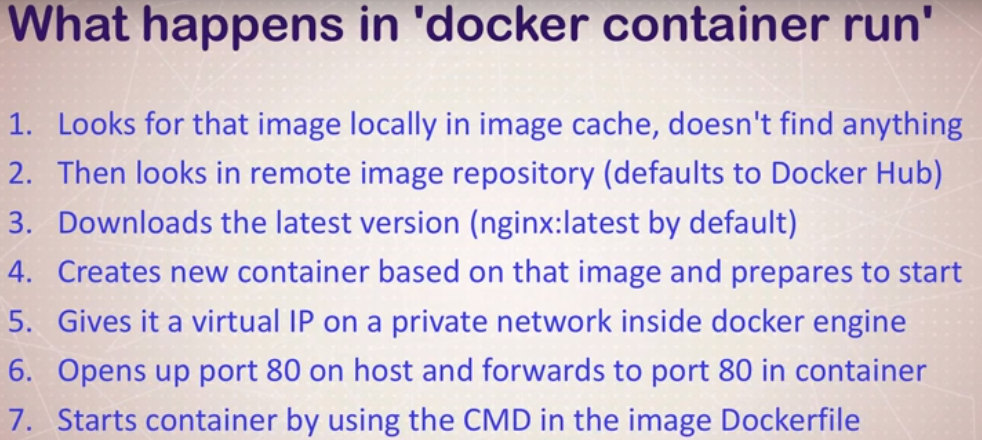 What happens in 'docker container run'
1. Looks for that image locally in image cache, doesn't find anything
2. Then looks in remote image repository (defaults to Docker Hub)
3. Downloads the latest version (nginx:latest by default)
4. Creates new container based on that image and prepares to start
5. Gives it a virtual IP on a private network inside docker engine
6. Opens up port 80 on host and forwards to port 80 in container
7. Starts container by using the CMD in the image Dockerfile